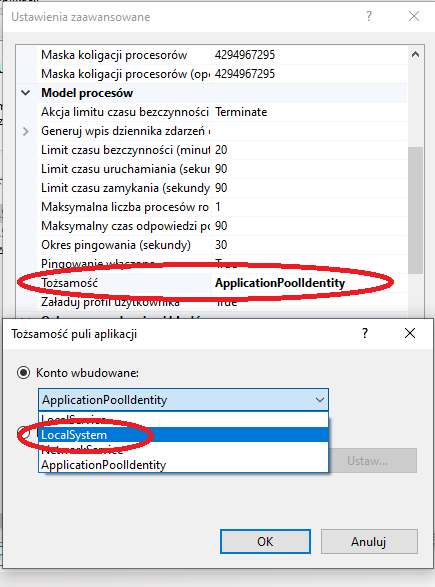 Ustawienia zaawansowane
Maska koligacji procesorów 4294967295
Maska koligacji procesorów (opc 4294967295
Model procesów
Akcja limitu czasu bezczynności Terminate
Generuj wpis dziennika zdarzeń
Limit czasu bezczynności (minut 20
Limit czasu uruchamiania (sekun 90
Limit czasu zamykania (sekundy 90
Maksymalna liczba procesów ro 1
Maksymalny czas odpowiedzi po 90
Okres pingowania (sekundy) 30
Pingowanie włączone True
Tożsamość ApplicationPoolIdentity
Załaduj profil użytkownika True
Tożsamość puli aplikacji
Konto wbudowane:
ApplicationPoolIdentity
LocalService
LocalSystem
NetworkService
ApplicationPoolIdentity
Ustaw...
OK Anuluj